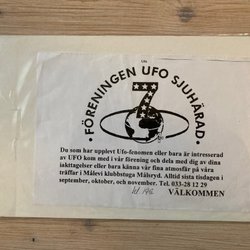 FÖRENINGEN UFO SJUHÄRAD
7
Du som har upplevt Ufo-fenomen eller bara är intresserad
av UFO kom med i vår förening och dela med dig av dina
iakttagelser eller bara känna vår fina atmosfär på våra
träffar i Målevi klubbstuga Målsryd. Alltid sista tisdagen i
september, oktober, och november. Tel. 033-28 12 29
VÄLKOMMEN